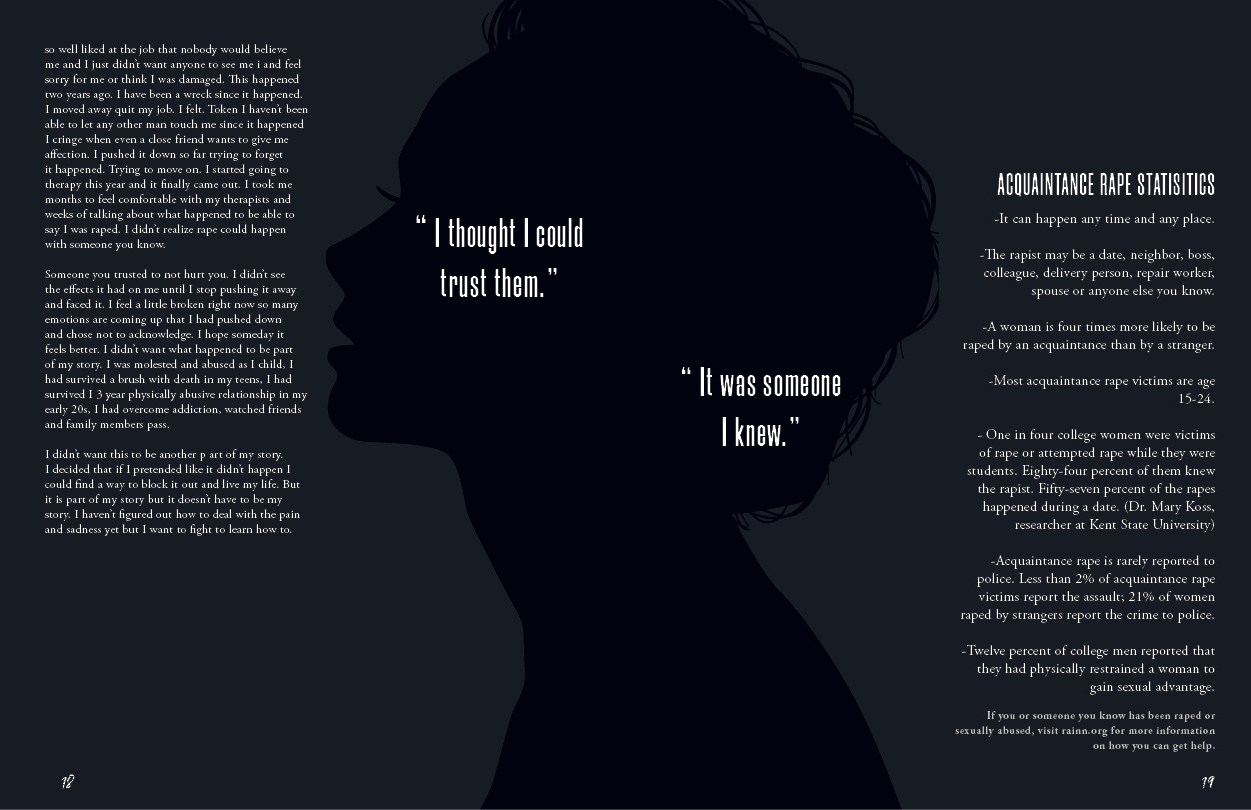 so well liked at the job that nobody would believe
me and I just didn't want anyone to see me i and feel
sorry for me or think I was damaged. This happened
two years ago. I have been a wreck since it happened.
I moved away quit my job. I felt. Token I haven't been
able to let any other man touch me since it happened
I cringe when even a close friend wants to give me
affection. I pushed it down so far trying to forget
it happened. Trying to move on. I started going to
therapy this year and it finally came out. I took me
months to feel comfortable with my therapists and
weeks of talking about what happened to be able to
say I was raped. I didn't realize rape could happen
with someone you know.
Someone you trusted to not hurt you. I didn't see
the effects it had on me until I stop pushing it away
and faced it. I feel a little broken right now so many
emotions are coming up that I had pushed down
and chose not to acknowledge. I hope someday it
feels better. I didn't want what happened to be part
of my story. I was molested and abused as I child, I
had survived a brush with death in my teens, I had
survived I 3 year physically abusive relationship in my
early 20s, I had overcome addiction, watched friends
and family members pass.
I didn't want this to be another p art of my story.
I decided that if I pretended like it didn't happen I
could find a way to block it out and live my life. But
it is part of my story but it doesn't have to be my
story. I haven't figured out how to deal with the pain
and sadness yet but I want to fight to learn how to.
18
“ I thought I could
trust them.”
“ It was someone
I knew.”
ACQUAINTANCE RAPE STATISITICS
-It can happen any time and any place.
-The rapist may be a date, neighbor, boss,
colleague, delivery person, repair worker,
spouse or anyone else you know.
-A woman is four times more likely to be
raped by an acquaintance than by a stranger.
-Most acquaintance rape victims are age
15-24.
- One in four college women were victims
of rape or attempted rape while they were
students. Eighty-four percent of them knew
the rapist. Fifty-seven percent of the rapes
happened during a date. (Dr. Mary Koss,
researcher at Kent State University)
-Acquaintance rape is rarely reported to
police. Less than 2% of acquaintance rape
victims report the assault; 21% of women
raped by strangers report the crime to police.
-Twelve percent of college men reported that
they had physically restrained a woman to
gain sexual advantage.
If you or someone you know has been raped or
sexually abused, visit rainn.org for more information
on how you can get help.
19